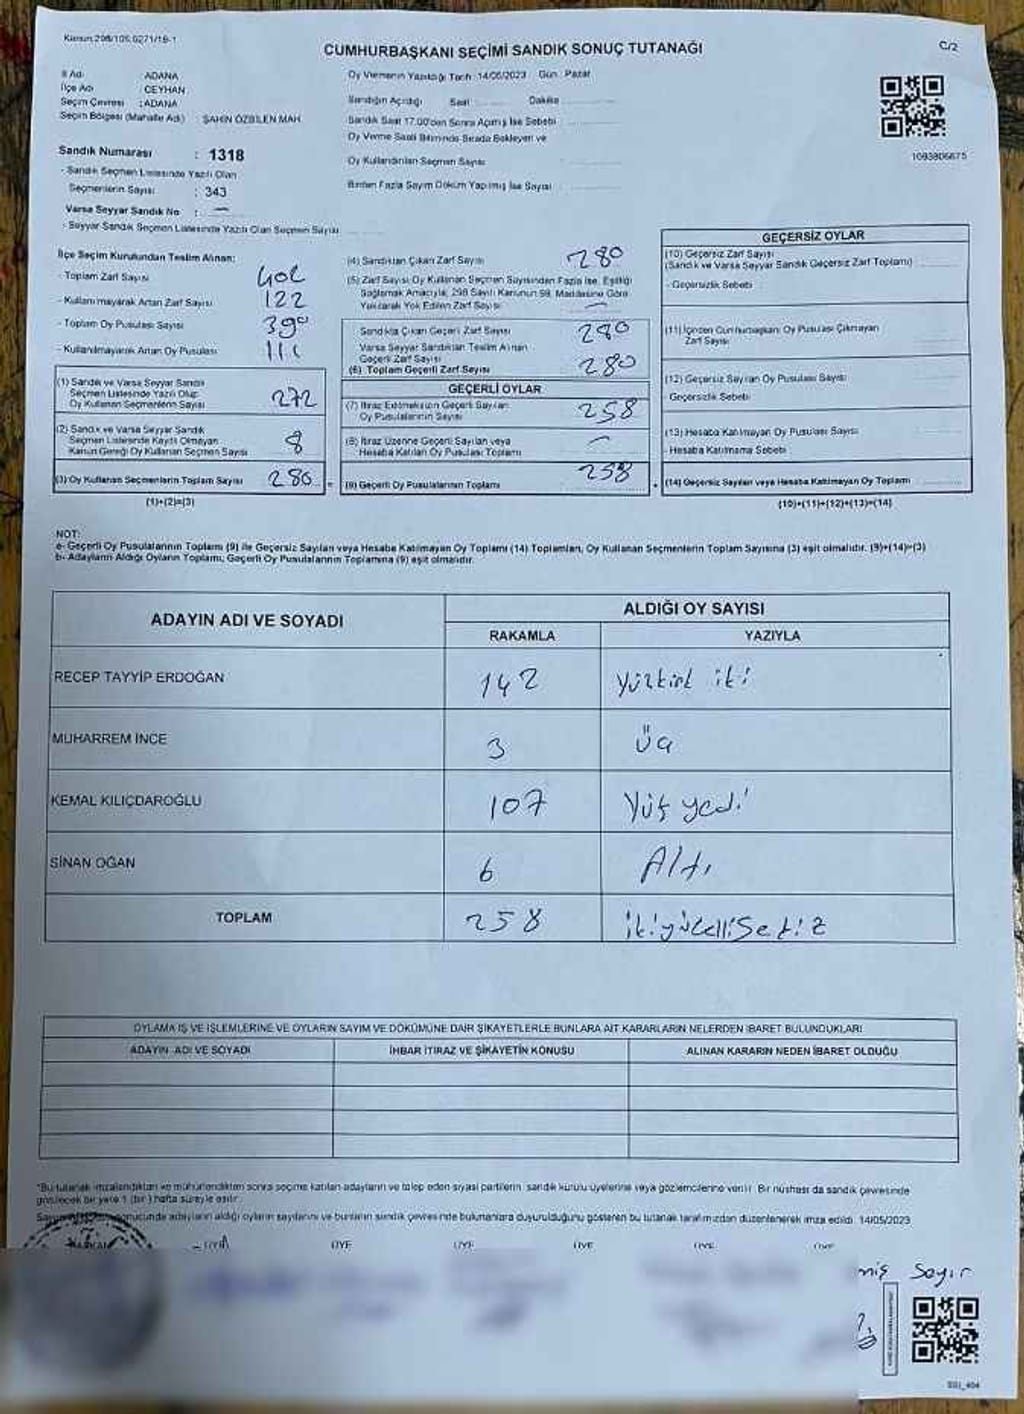 Kanun:298/105,6271/19-1
CUMHURBAŞKANI SEÇİMİ SANDIK SONUÇ TUTANAĞI
C/2
İl Adı ADANA
İlçe Adı CEYHAN
Seçim Çevresi : ADANA
Seçim Bölgesi (Mahalle Adı) ŞAHİN ÖZBİLEN MAH
Sandık Numarası : 1318
- Sandık Seçmen Listesinde Yazılı Olan
Seçmenlerin Sayısı : 343
Varsa Seyyar Sandık No : —
- Seyyar Sandık Seçmen Listesinde Yazılı Olan Seçmen Sayısı
Oy Vermenin Yapıldığı Tarih : 14/05/2023 Gün : Pazar
Sandığın Açıldığı Saat Dakika
Sandık Saat 17.00'den Sonra Açılmış İse Sebebi
Oy Verme Saati Bitiminde Sırada Bekleyen ve
Oy Kullandırılan Seçmen Sayısı
Birden Fazla Sayım Döküm Yapılmış İse Sayısı
1093806675
İlçe Seçim Kurulundan Teslim Alınan:
- Toplam Zarf Sayısı 402
- Kullanılmayarak Artan Zarf Sayısı 122
- Toplam Oy Pusulası Sayısı 390
- Kullanılmayarak Artan Oy Pusulası
(1) Sandık ve Varsa Seyyar Sandık
Seçmen Listesinde Yazılı Olup
Oy Kullanan Seçmenlerin Sayısı 272
(2) Sandık ve Varsa Seyyar Sandık
Seçmen Listesinde Kayıtlı Olmayan
Kanun Gereği Oy Kullanan Seçmen Sayısı 8
(3) Oy Kullanan Seçmenlerin Toplam Sayısı 280 =
(1)+(2)=(3)
(4) Sandıktan Çıkan Zarf Sayısı 280
(5) Zarf Sayısı Oy Kullanan Seçmen Sayısından Fazla İse, Eşitliği
Sağlamak Amacıyla, 298 Sayılı Kanunun 98. Maddesine Göre
Yakılarak Yok Edilen Zarf Sayısı —
Sandıkta Çıkan Geçerli Zarf Sayısı 280
Varsa Seyyar Sandıktan Teslim Alınan
Geçerli Zarf Sayısı
(6) Toplam Geçerli Zarf Sayısı 280
GEÇERLİ OYLAR
(7) İtiraz Edilmeksizin Geçerli Sayılan
Oy Pusulalarının Sayısı 258
(8) İtiraz Üzerine Geçerli Sayılan veya
Hesaba Katılan Oy Pusulası Toplamı —
(9) Geçerli Oy Pusulalarının Toplamı 258
GEÇERSİZ OYLAR
(10) Geçersiz Zarf Sayısı
(Sandık ve Varsa Seyyar Sandık Geçersiz Zarf Toplamı)
- Geçersizlik Sebebi
(11) İçinden Cumhurbaşkanı Oy Pusulası Çıkmayan
Zarf Sayısı
(12) Geçersiz Sayılan Oy Pusulası Sayısı
Geçersizlik Sebebi
(13) Hesaba Katılmayan Oy Pusulası Sayısı
- Hesaba Katılmama Sebebi
(14) Geçersiz Sayılan veya Hesaba Katılmayan Oy Toplamı
(10)+(11)+(12)+(13)=(14)
NOT:
a- Geçerli Oy Pusulalarının Toplamı (9) ile Geçersiz Sayılan veya Hesaba Katılmayan Oy Toplamı (14) Toplamları, Oy Kullanan Seçmenlerin Toplam Sayısına (3) eşit olmalıdır. (9)+(14)=(3)
b- Adayların Aldığı Oyların Toplamı, Geçerli Oy Pusulalarının Toplamına (9) eşit olmalıdır.
ADAYIN ADI VE SOYADI ALDIĞI OY SAYISI
RAKAMLA YAZIYLA
RECEP TAYYİP ERDOĞAN 142 Yüzkırk iki
MUHARREM İNCE 3 Üç
KEMAL KILIÇDAROĞLU 107 Yüz yedi
SİNAN OĞAN 6 Altı
TOPLAM 258 ikiyüzellisekiz
OYLAMA İŞ VE İŞLEMLERİNE VE OYLARIN SAYIM VE DÖKÜMÜNE DAİR ŞİKAYETLERLE BUNLARA AİT KARARLARIN NELERDEN İBARET BULUNDUKLARI
ADAYIN ADI VE SOYADI İHBAR İTİRAZ VE ŞİKAYETİN KONUSU ALINAN KARARIN NEDEN İBARET OLDUĞU
*Bu tutanak imzalandıktan ve mühürlendikten sonra seçime katılan adayların ve talep eden siyasi partilerin sandık kurulu üyelerine veya gözlemcilerine verilir. Bir nüshası da sandık çevresinde
görülecek bir yere 1 (bir) hafta süreyle asılır.
sonucunda adayların aldığı oyların sayılarını ve bunların sandık çevresinde bulunanlara duyurulduğunu gösteren bu tutanak tarafımızdan düzenlenerek imza edildi. 14/05/2023
BAŞKAN ÜYE ÜYE ÜYE ÜYE ÜYE ÜYE